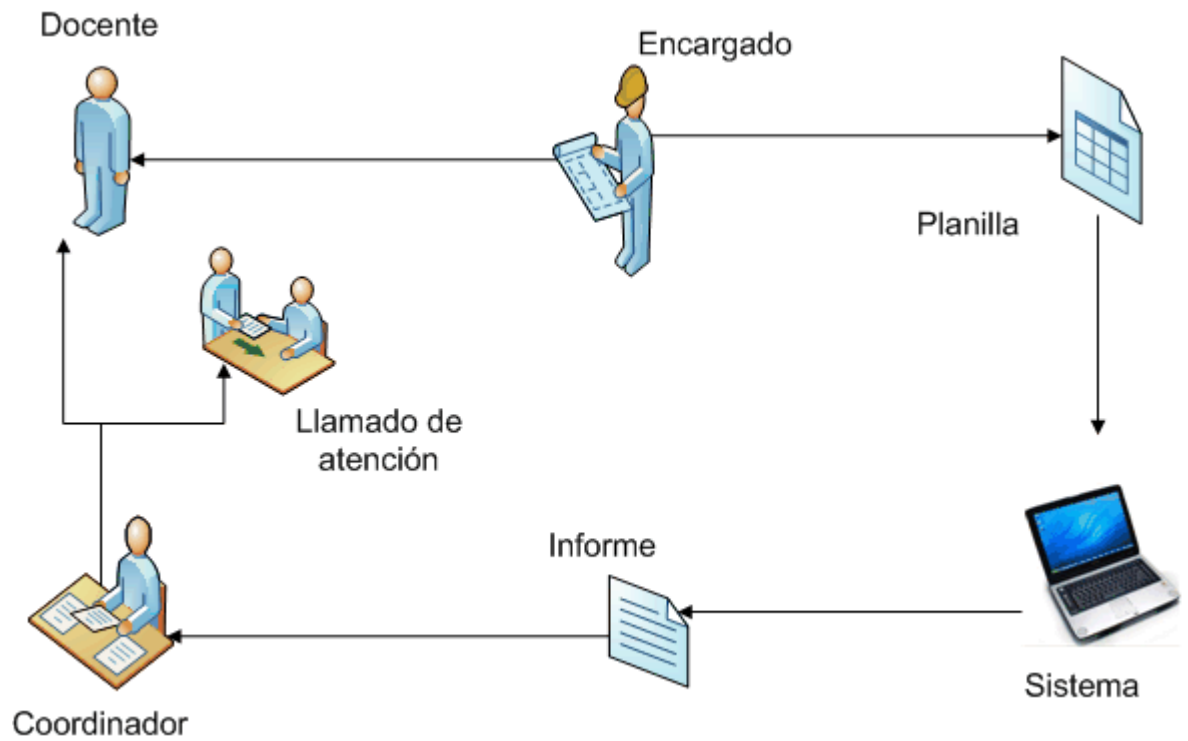 Docente
Encargado
Planilla
Llamado de
atención
Informe
Sistema
Coordinador